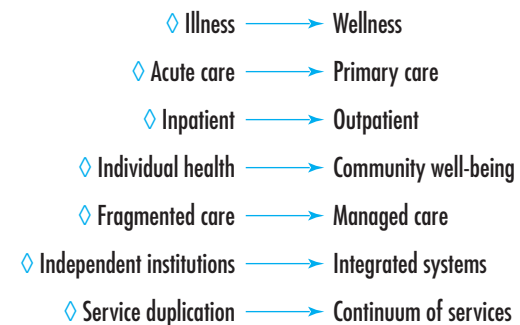 ◊ Illness → Wellness
◊ Acute care → Primary care
◊ Inpatient → Outpatient
◊ Individual health → Community well-being
◊ Fragmented care → Managed care
◊ Independent institutions → Integrated systems
◊ Service duplication → Continuum of services